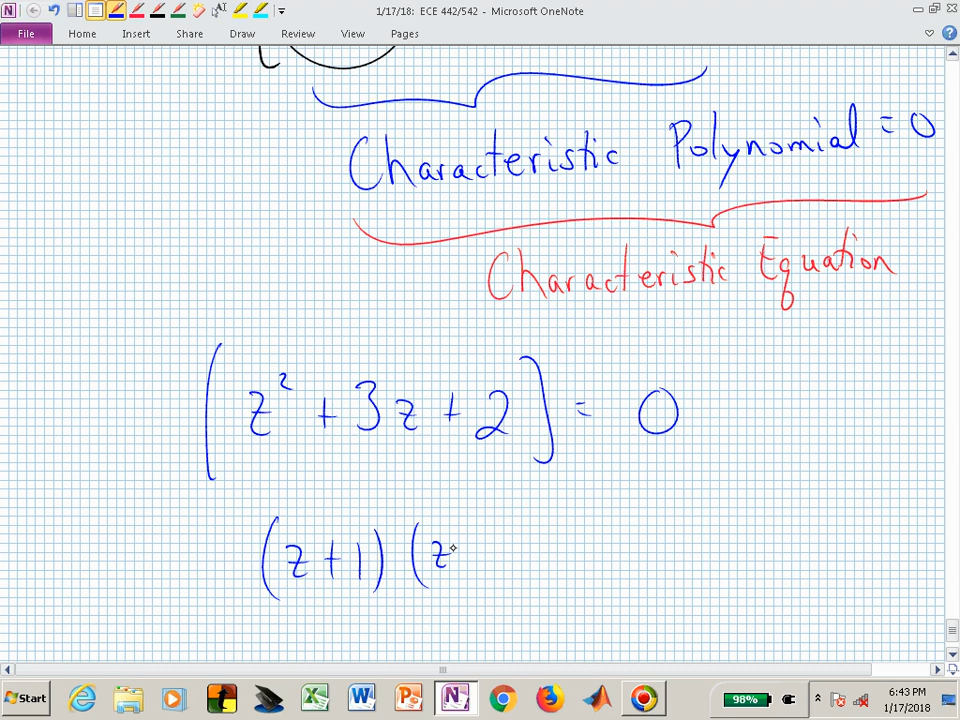 1/17/18: ECE 442/542 - Microsoft OneNote
File Home Insert Share Draw Review View Pages
Characteristic Polynomial = 0
Characteristic Equation
[z² + 3z + 2] = 0
(z+1) (z
Start 98% 6:43 PM
1/17/2018